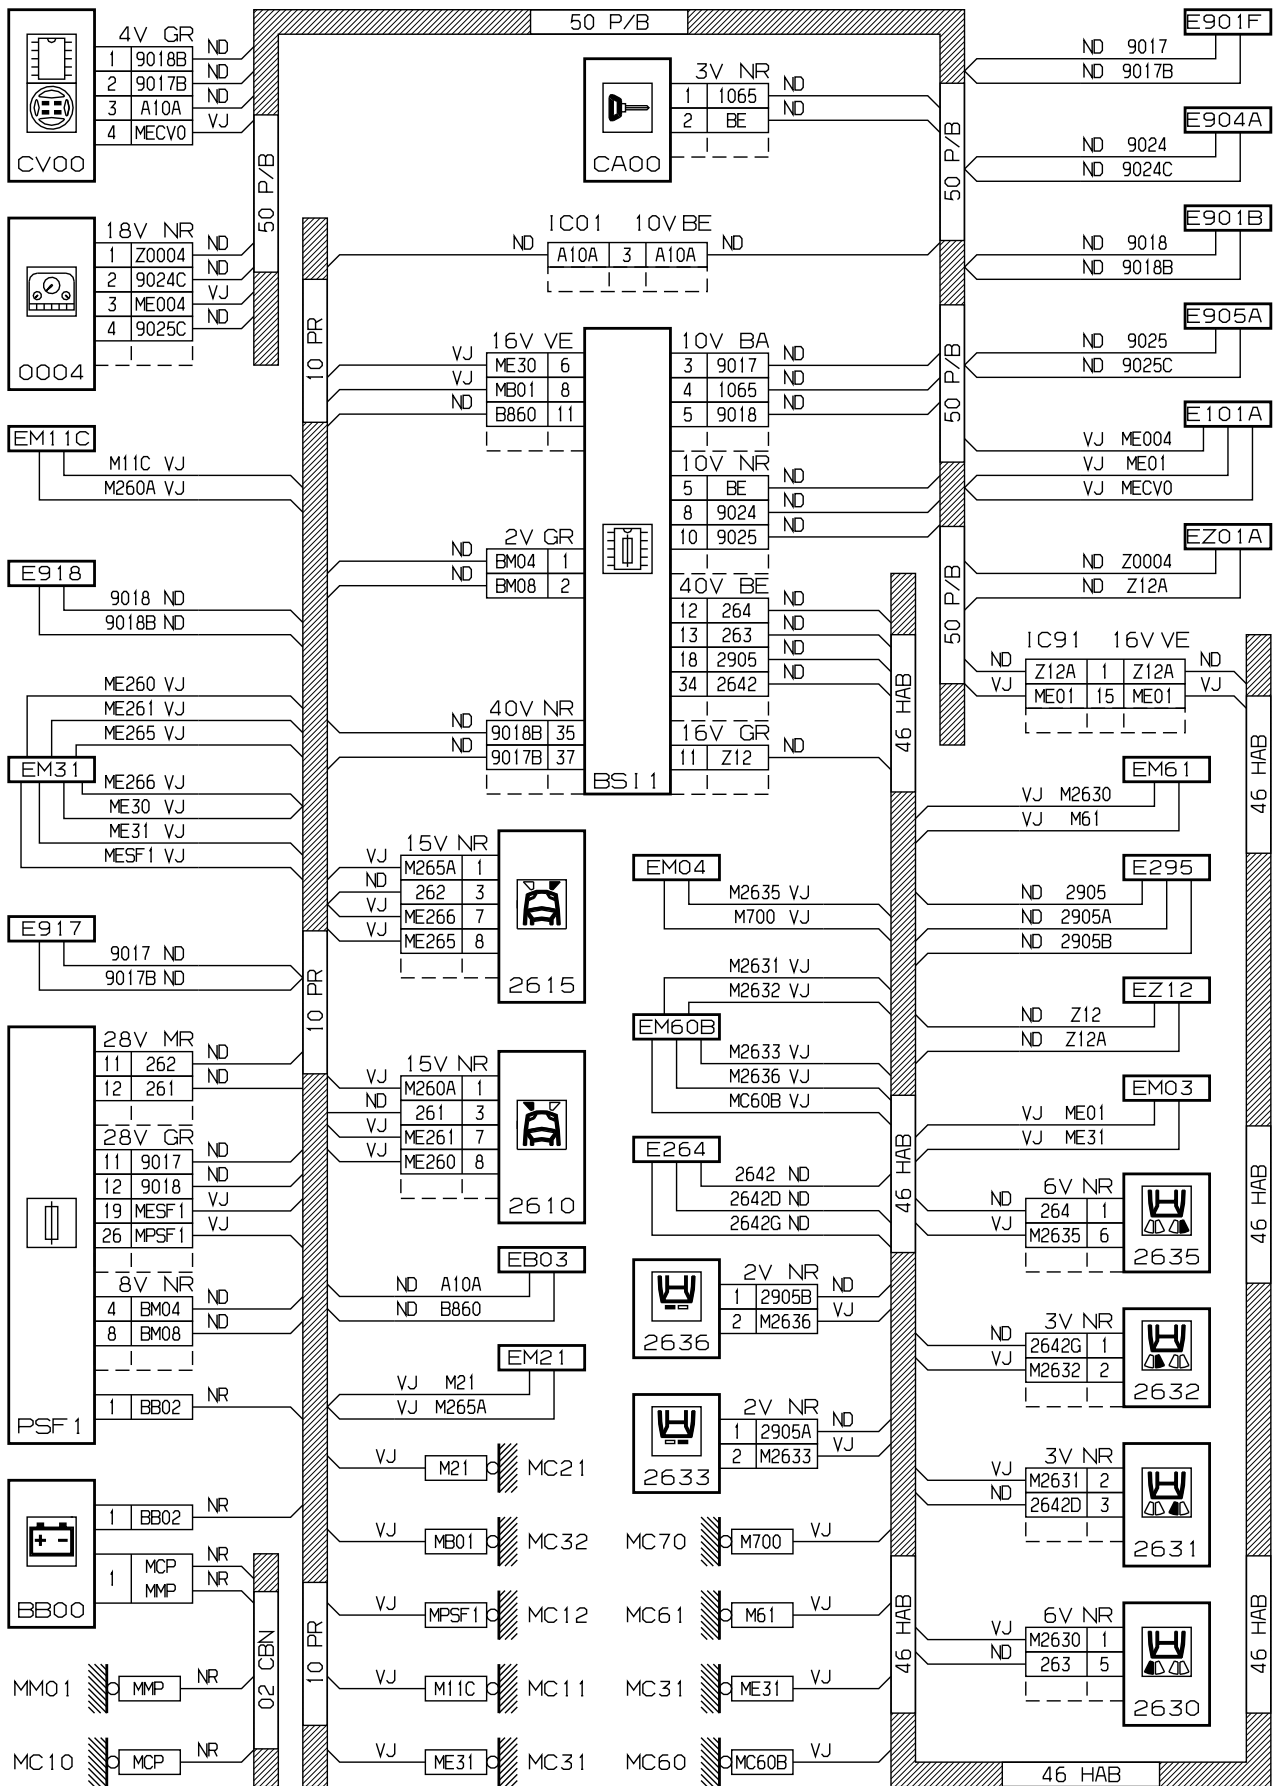 50 P/B
4V GR
1 9018B ND
2 9017B ND
3 A10A ND
4 MECV0 VJ
CV00
50 P/B
18V NR
1 Z0004 ND
2 9024C ND
3 ME004 VJ
4 9025C ND
0004
3V NR
1 1065 ND
2 BE ND
CA00
50 P/B
IC01 10V BE
ND A10A 3 A10A ND
10 PR
E901F
ND 9017
ND 9017B
E904A
ND 9024
ND 9024C
E901B
ND 9018
ND 9018B
E905A
ND 9025
ND 9025C
E101A
VJ ME004
VJ ME01
VJ MECV0
EZ01A
ND Z0004
ND Z12A
50 P/B
50 P/B
16V VE
VJ ME30 6
VJ MB01 8
ND B860 11
2V GR
ND BM04 1
ND BM08 2
40V NR
ND 9018B 35
ND 9017B 37
BSI1
10V BA
3 9017 ND
4 1065 ND
5 9018 ND
10V NR
5 BE ND
8 9024 ND
10 9025 ND
40V BE
12 264 ND
13 263 ND
18 2905 ND
34 2642 ND
16V GR
11 Z12 ND
46 HAB
IC91 16V VE
ND Z12A 1 Z12A ND
VJ ME01 15 ME01 VJ
46 HAB
EM11C
M11C VJ
M260A VJ
E918
9018 ND
9018B ND
ME260 VJ
ME261 VJ
ME265 VJ
EM31
ME266 VJ
ME30 VJ
ME31 VJ
MESF1 VJ
E917
9017 ND
9017B ND
10 PR
28V MR
11 262 ND
12 261 ND
28V GR
11 9017 ND
12 9018 ND
19 MESF1 VJ
26 MPSF1 VJ
8V NR
4 BM04 ND
8 BM08 ND
1 BB02 NR
PSF1
1 BB02 NR
1 MCP NR
MMP NR
BB00
02 CBN
MM01 MMP NR
MC10 MCP NR
15V NR
VJ M265A 1
ND 262 3
VJ ME266 7
VJ ME265 8
2615
15V NR
VJ M260A 1
ND 261 3
VJ ME261 7
VJ ME260 8
2610
EB03
ND A10A
ND B860
EM21
VJ M21
VJ M265A
VJ M21 MC21
VJ MB01 MC32
VJ MPSF1 MC12
10 PR
VJ M11C MC11
VJ ME31 MC31
EM04
M2635 VJ
M700 VJ
M2631 VJ
M2632 VJ
EM60B
M2633 VJ
M2636 VJ
MC60B VJ
E264
2642 ND
2642D ND
2642G ND
46 HAB
2V NR
1 2905B ND
2 M2636 VJ
2636
2V NR
1 2905A ND
2 M2633 VJ
2633
MC70 M700 VJ
MC61 M61 VJ
MC31 ME31 VJ
MC60 MC60B VJ
46 HAB
EM61
VJ M2630
VJ M61
E295
ND 2905
ND 2905A
ND 2905B
EZ12
ND Z12
ND Z12A
EM03
VJ ME01
VJ ME31
46 HAB
6V NR
ND 264 1
VJ M2635 6
2635
3V NR
ND 2642G 1
VJ M2632 2
2632
3V NR
VJ M2631 2
ND 2642D 3
2631
46 HAB
6V NR
VJ M2630 1
ND 263 5
2630
46 HAB